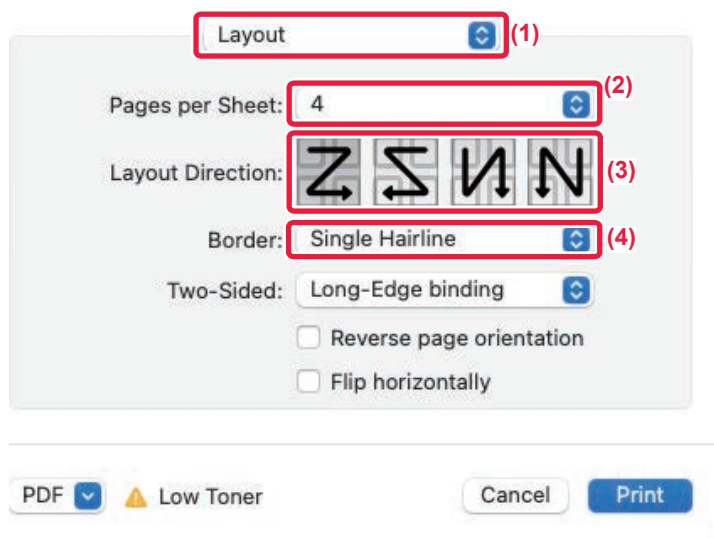 Layout (1)
Pages per Sheet: 4 (2)
Layout Direction: (3)
Border: Single Hairline (4)
Two-Sided: Long-Edge binding
Reverse page orientation
Flip horizontally
PDF Low Toner Cancel Print